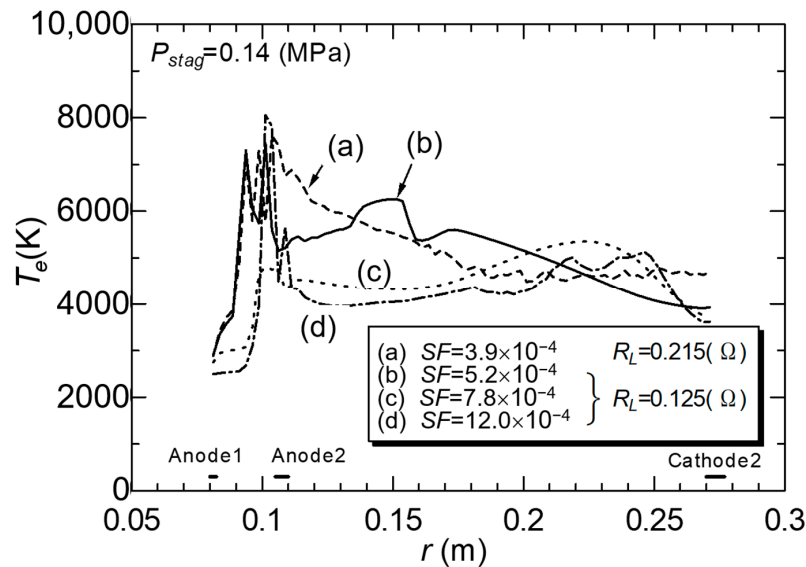 10,000
P_stag=0.14 (MPa)
8000
(a)
(b)
6000
T_e(K)
(c)
4000
(d)
(a) SF=3.9×10⁻⁴ R_L=0.215( Ω)
(b) SF=5.2×10⁻⁴
(c) SF=7.8×10⁻⁴ R_L=0.125( Ω)
(d) SF=12.0×10⁻⁴
2000
Anode1 Anode2 Cathode2
0
0.05 0.1 0.15 0.2 0.25 0.3
r (m)